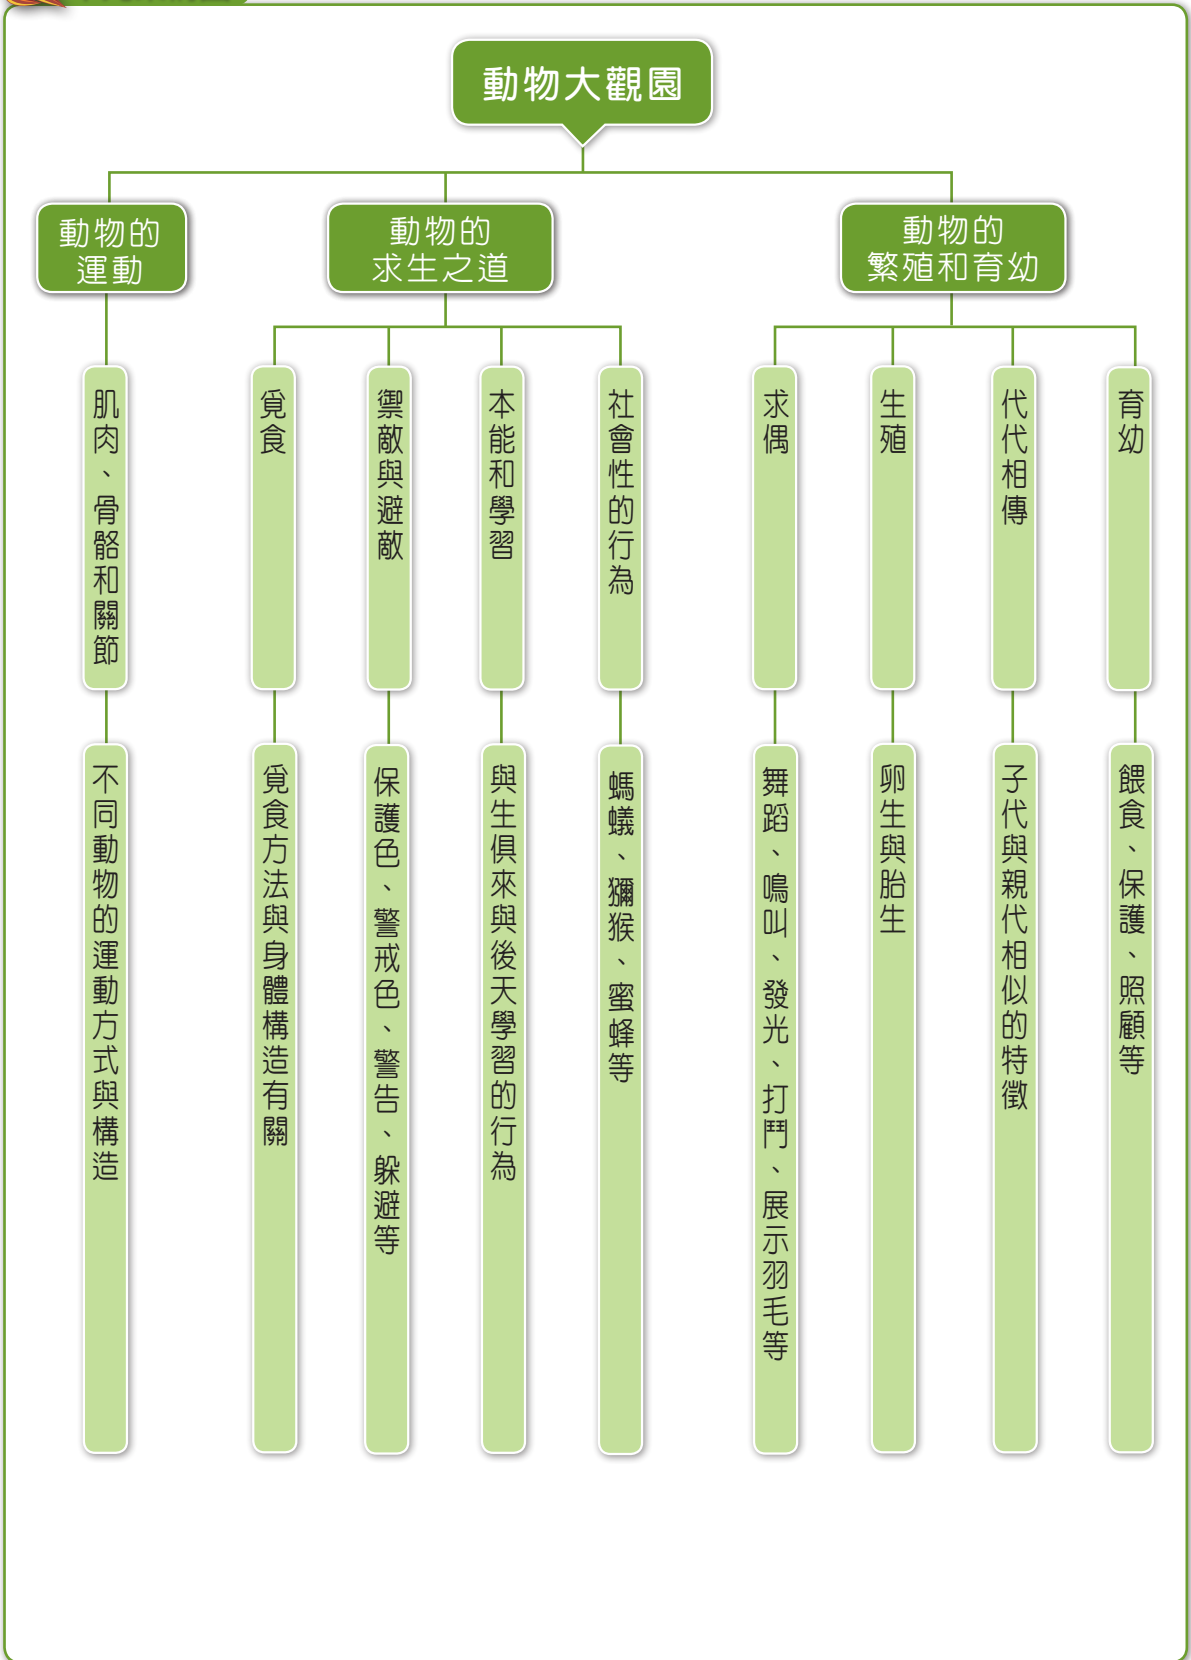 動物大觀園
動物的
運動
動物的
求生之道
動物的
繁殖和育幼
肌肉、骨骼和關節
覓食
禦敵與避敵
本能和學習
社會性的行為
求偶
生殖
代代相傳
育幼
不同動物的運動方式與構造
覓食方法與身體構造有關
保護色、警戒色、警告、躲避等
與生俱來與後天學習的行為
螞蟻、獼猴、蜜蜂等
舞蹈、鳴叫、發光、打鬥、展示羽毛等
卵生與胎生
子代與親代相似的特徵
餵食、保護、照顧等